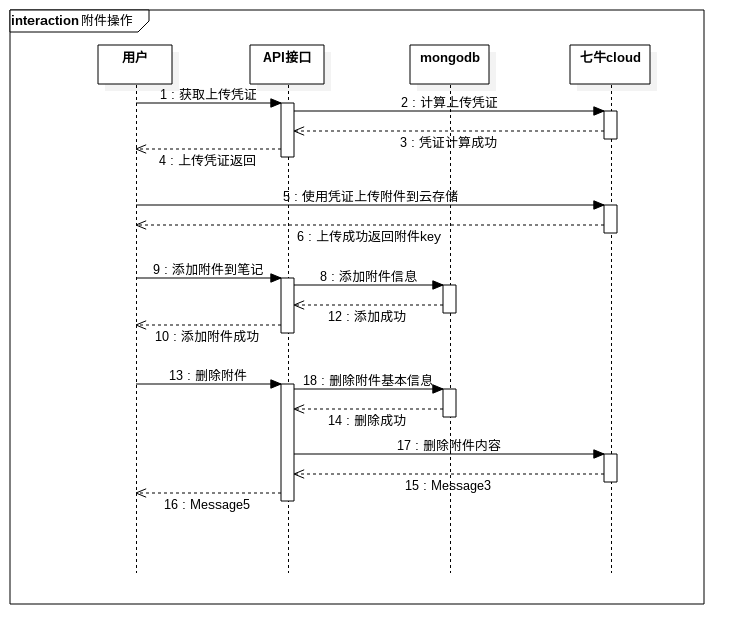 interaction 附件操作
用户
API接口
mongodb
七牛cloud
1 : 获取上传凭证
2 : 计算上传凭证
3 : 凭证计算成功
4 : 上传凭证返回
5 : 使用凭证上传附件到云存储
6 : 上传成功返回附件key
9 : 添加附件到笔记
8 : 添加附件信息
12 : 添加成功
10 : 添加附件成功
13 : 删除附件
18 : 删除附件基本信息
14 : 删除成功
17 : 删除附件内容
15 : Message3
16 : Message5